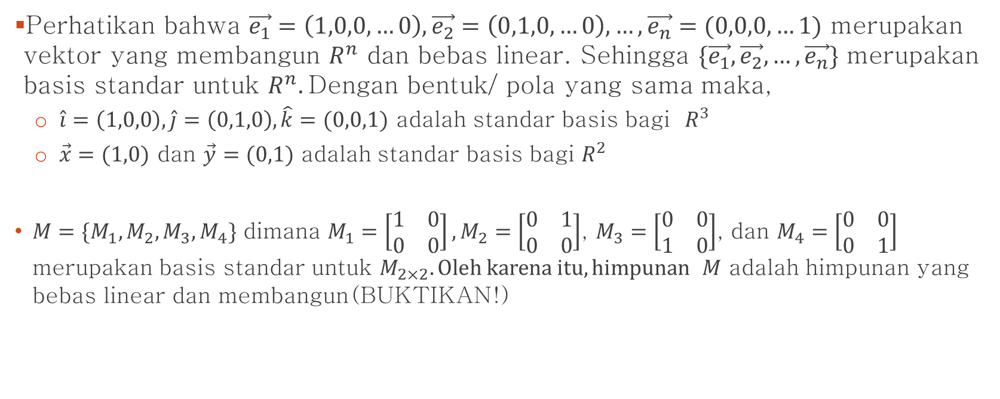 ▪Perhatikan bahwa $\overrightarrow{e_1} = (1,0,0, \ldots 0), \overrightarrow{e_2} = (0,1,0, \ldots 0), \ldots, \overrightarrow{e_n} = (0,0,0, \ldots 1)$ merupakan
vektor yang membangun $R^n$ dan bebas linear. Sehingga $\{\overrightarrow{e_1}, \overrightarrow{e_2}, \ldots, \overrightarrow{e_n}\}$ merupakan
basis standar untuk $R^n$. Dengan bentuk/ pola yang sama maka,
○ $\hat{\imath} = (1,0,0), \hat{\jmath} = (0,1,0), \hat{k} = (0,0,1)$ adalah standar basis bagi $R^3$
○ $\vec{x} = (1,0)$ dan $\vec{y} = (0,1)$ adalah standar basis bagi $R^2$
• $M = \{M_1, M_2, M_3, M_4\}$ dimana $M_1 = \begin{bmatrix} 1 & 0 \\ 0 & 0 \end{bmatrix}, M_2 = \begin{bmatrix} 0 & 1 \\ 0 & 0 \end{bmatrix}$, $M_3 = \begin{bmatrix} 0 & 0 \\ 1 & 0 \end{bmatrix}$, dan $M_4 = \begin{bmatrix} 0 & 0 \\ 0 & 1 \end{bmatrix}$
merupakan basis standar untuk $M_{2 \times 2}$. Oleh karena itu, himpunan $M$ adalah himpunan yang
bebas linear dan membangun (BUKTIKAN!)